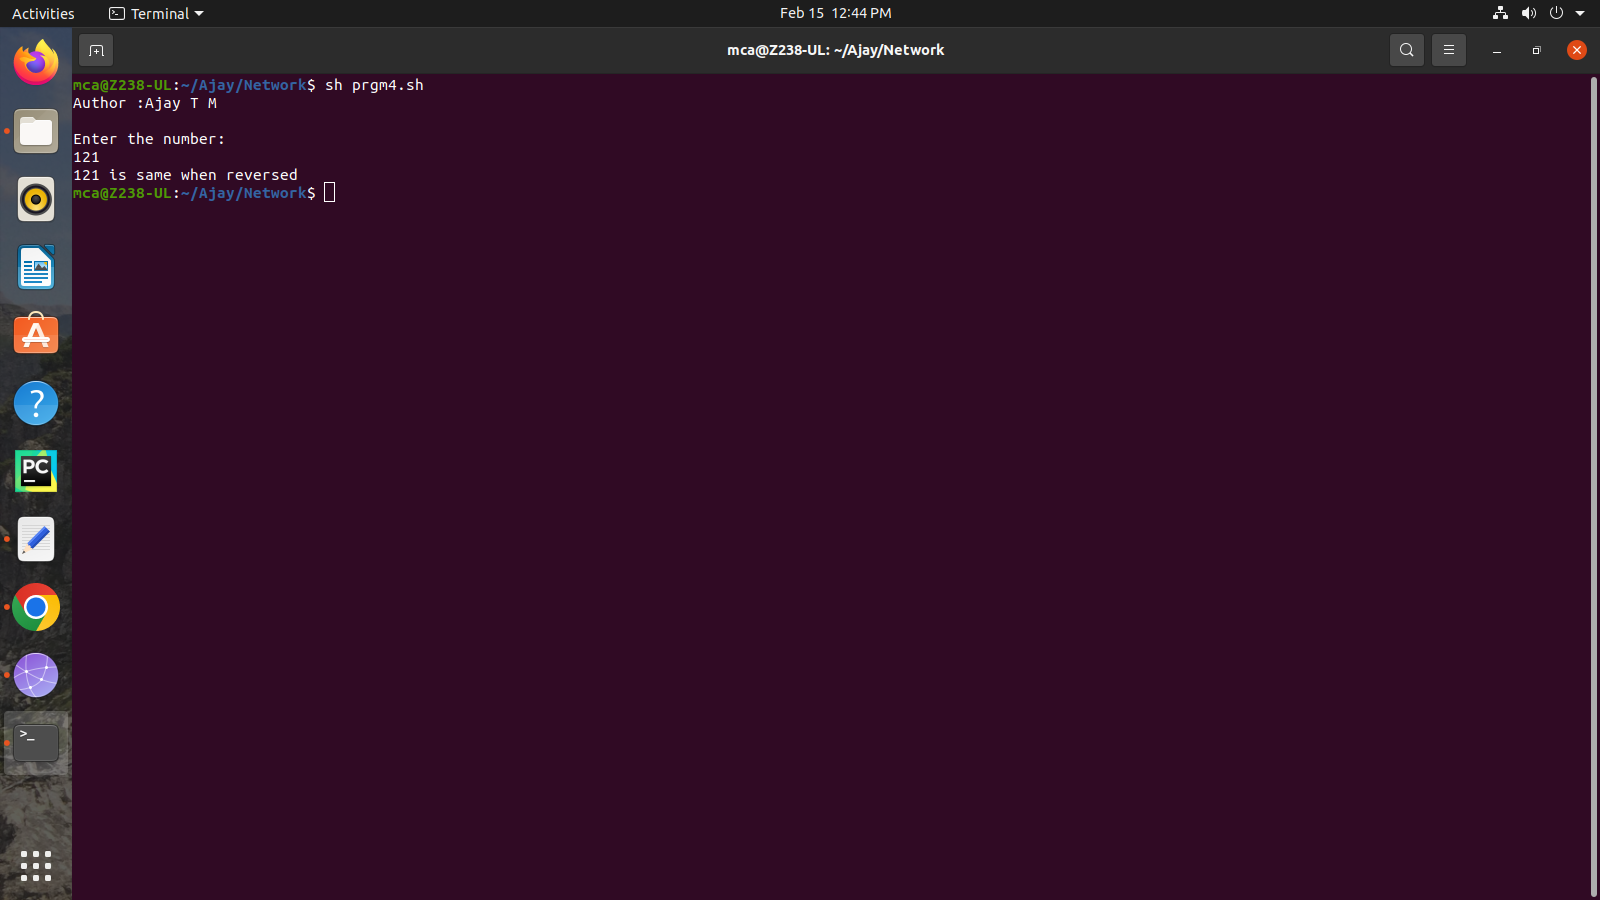 Activities
Terminal
Feb 15 12:44 PM
mca@Z238-UL: ~/Ajay/Network
mca@Z238-UL:~/Ajay/Network$ sh prgm4.sh
Author :Ajay T M
Enter the number:
121
121 is same when reversed
mca@Z238-UL:~/Ajay/Network$
?
PC
>_